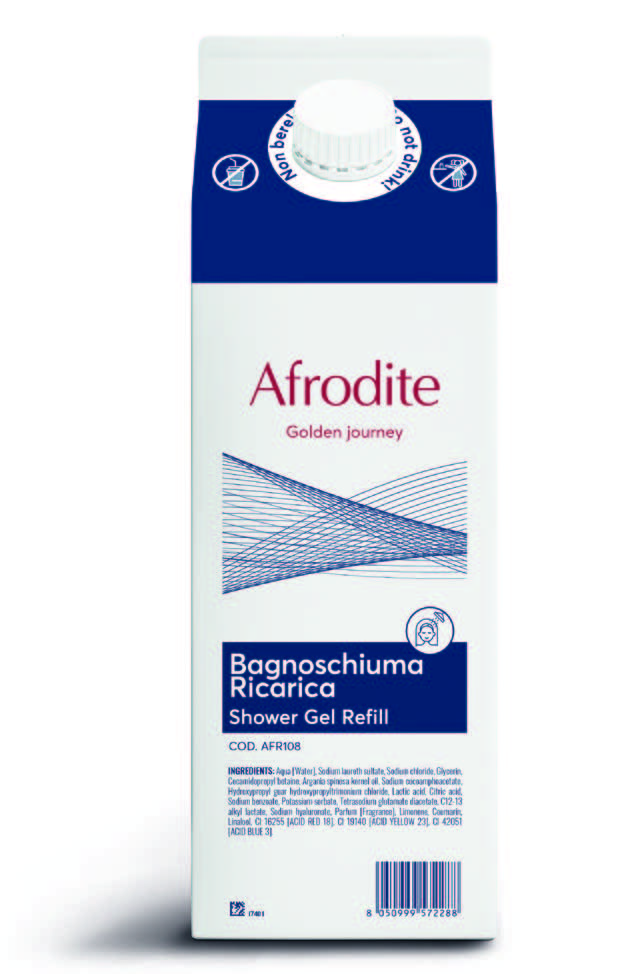 Non bere!
Do not drink!
Afrodite
Golden journey
Bagnoschiuma
Ricarica
Shower Gel Refill
COD. AFR108
INGREDIENTS: Aqua [Water], Sodium laureth sulfate, Sodium chloride, Glycerin,
Cocamidopropyl betaine, Argania spinosa kernel oil, Sodium cocoamphoacetate,
Hydroxypropyl guar hydroxypropyltrimonium chloride, Lactic acid, Citric acid,
Sodium benzoate, Potassium sorbate, Tetrasodium glutamate diacetate, C12-13
alkyl lactate, Sodium hyaluronate, Parfum [Fragrance], Limonene, Coumarin,
Linalool, CI 16255 [ACID RED 18], CI 19140 [ACID YELLOW 23], CI 42051
[ACID BLUE 3].
17401
8 050999 572288